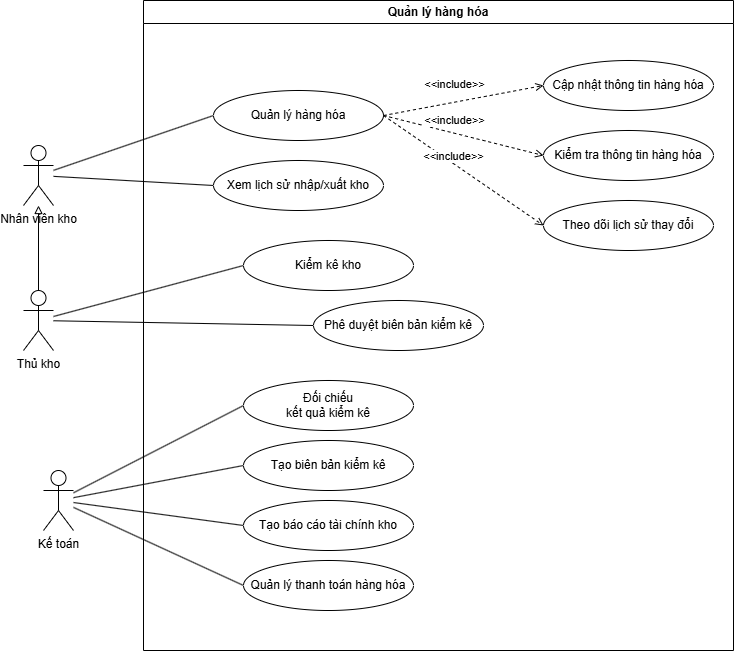 Quản lý hàng hóa
<<include>>
Cập nhật thông tin hàng hóa
Quản lý hàng hóa
<<include>>
Kiểm tra thông tin hàng hóa
<<include>>
Xem lịch sử nhập/xuất kho
Nhân viên kho
Theo dõi lịch sử thay đổi
Kiểm kê kho
Phê duyệt biên bản kiểm kê
Thủ kho
Đối chiếu
kết quả kiểm kê
Tạo biên bản kiểm kê
Tạo báo cáo tài chính kho
Kế toán
Quản lý thanh toán hàng hóa